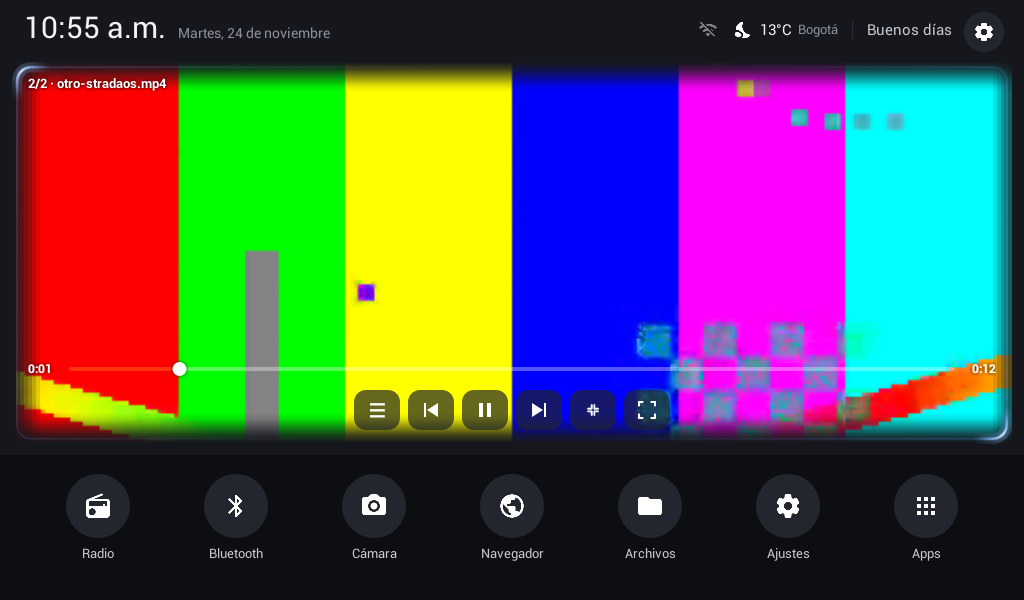 10:55 a.m.
Martes, 24 de noviembre
13°C Bogotá
Buenos días
2/2 · otro-stradaos.mp4
0:01
0:12
Radio
Bluetooth
Cámara
Navegador
Archivos
Ajustes
Apps